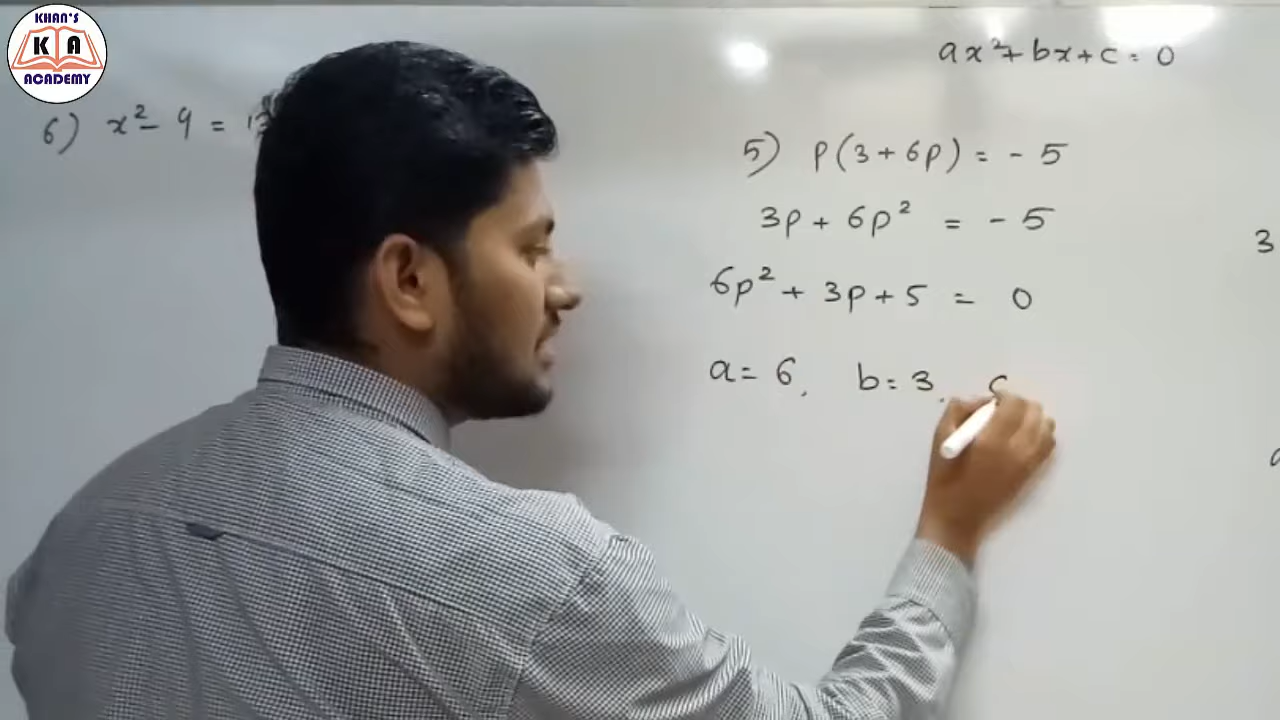 KHAN'S
K A
ACADEMY
ax²+bx+c=0
6) x²-9=
5) P(3+6P)=-5
3p+6p²=-5
3
6p²+3p+5=0
a=6, b=3, c